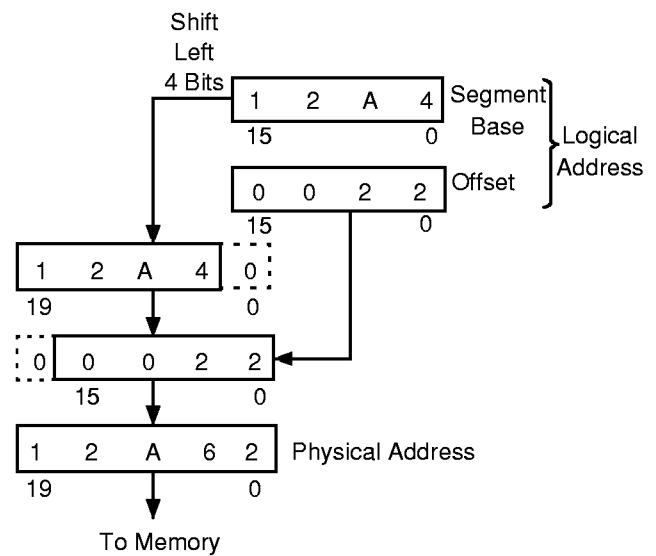 Shift
Left
4 Bits
1 2 A 4
Segment
Base
15 0
Logical
Address
0 0 2 2
Offset
15 0
1 2 A 4 0
19 0
0 0 0 2 2
15 0
1 2 A 6 2
Physical Address
19 0
To Memory